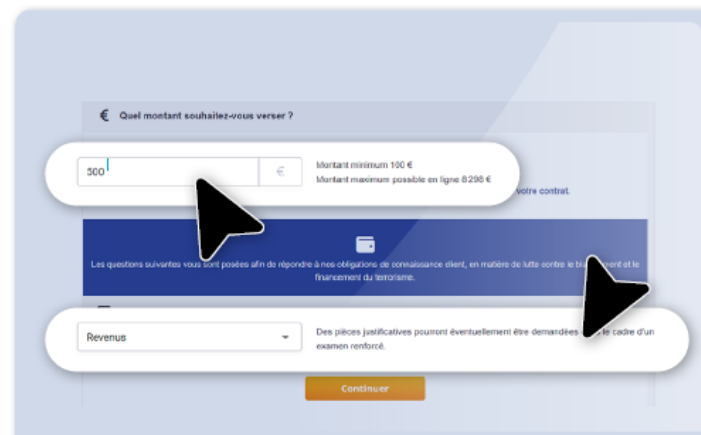 € Quel montant souhaitez-vous verser ?
500 €
Montant minimum 100 €
Montant maximum possible en ligne 8 298 €
votre contrat.
Les questions suivantes vous sont posées afin de répondre à nos obligations de connaissance client, en matière de lutte contre le et le
financement du terrorisme.
Revenus
Des pièces justificatives pourront éventuellement être demandées le cadre d'un
examen renforcé.
Continuer